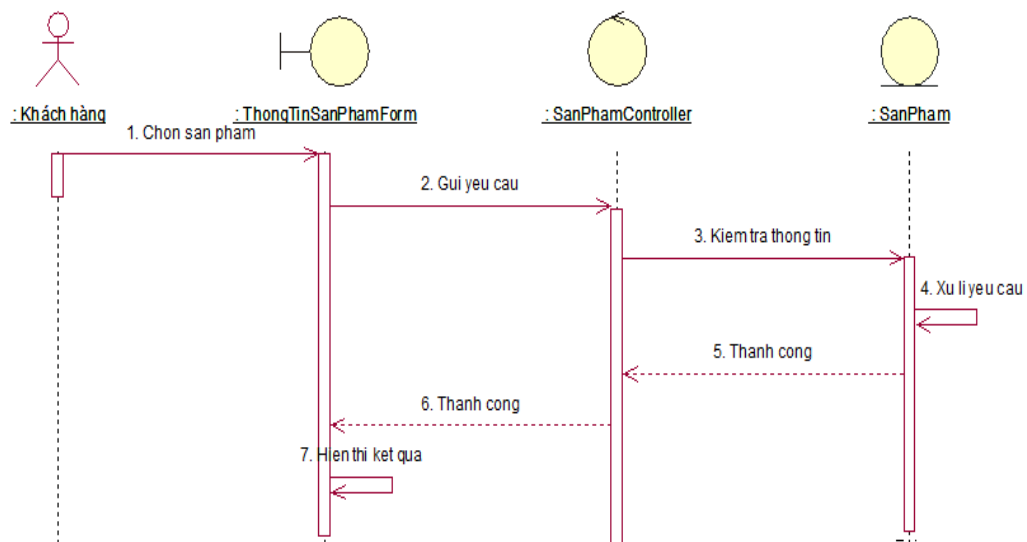 : Khách hàng
: ThongTinSanPhamForm
: SanPhamController
: SanPham
1. Chon san pham
2. Gui yeu cau
3. Kiem tra thong tin
4. Xu li yeu cau
5. Thanh cong
6. Thanh cong
7. Hien thi ket qua